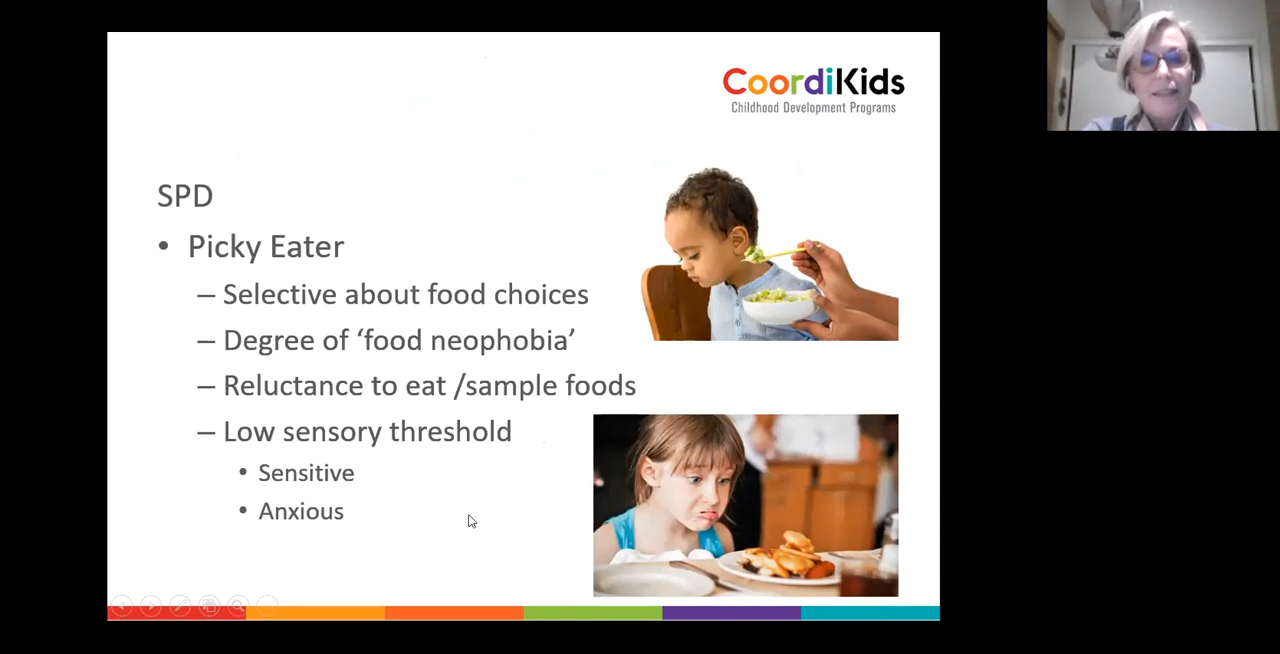 CoordiKids
Childhood Development Programs
SPD
• Picky Eater
– Selective about food choices
– Degree of ‘food neophobia’
– Reluctance to eat /sample foods
– Low sensory threshold
• Sensitive
• Anxious